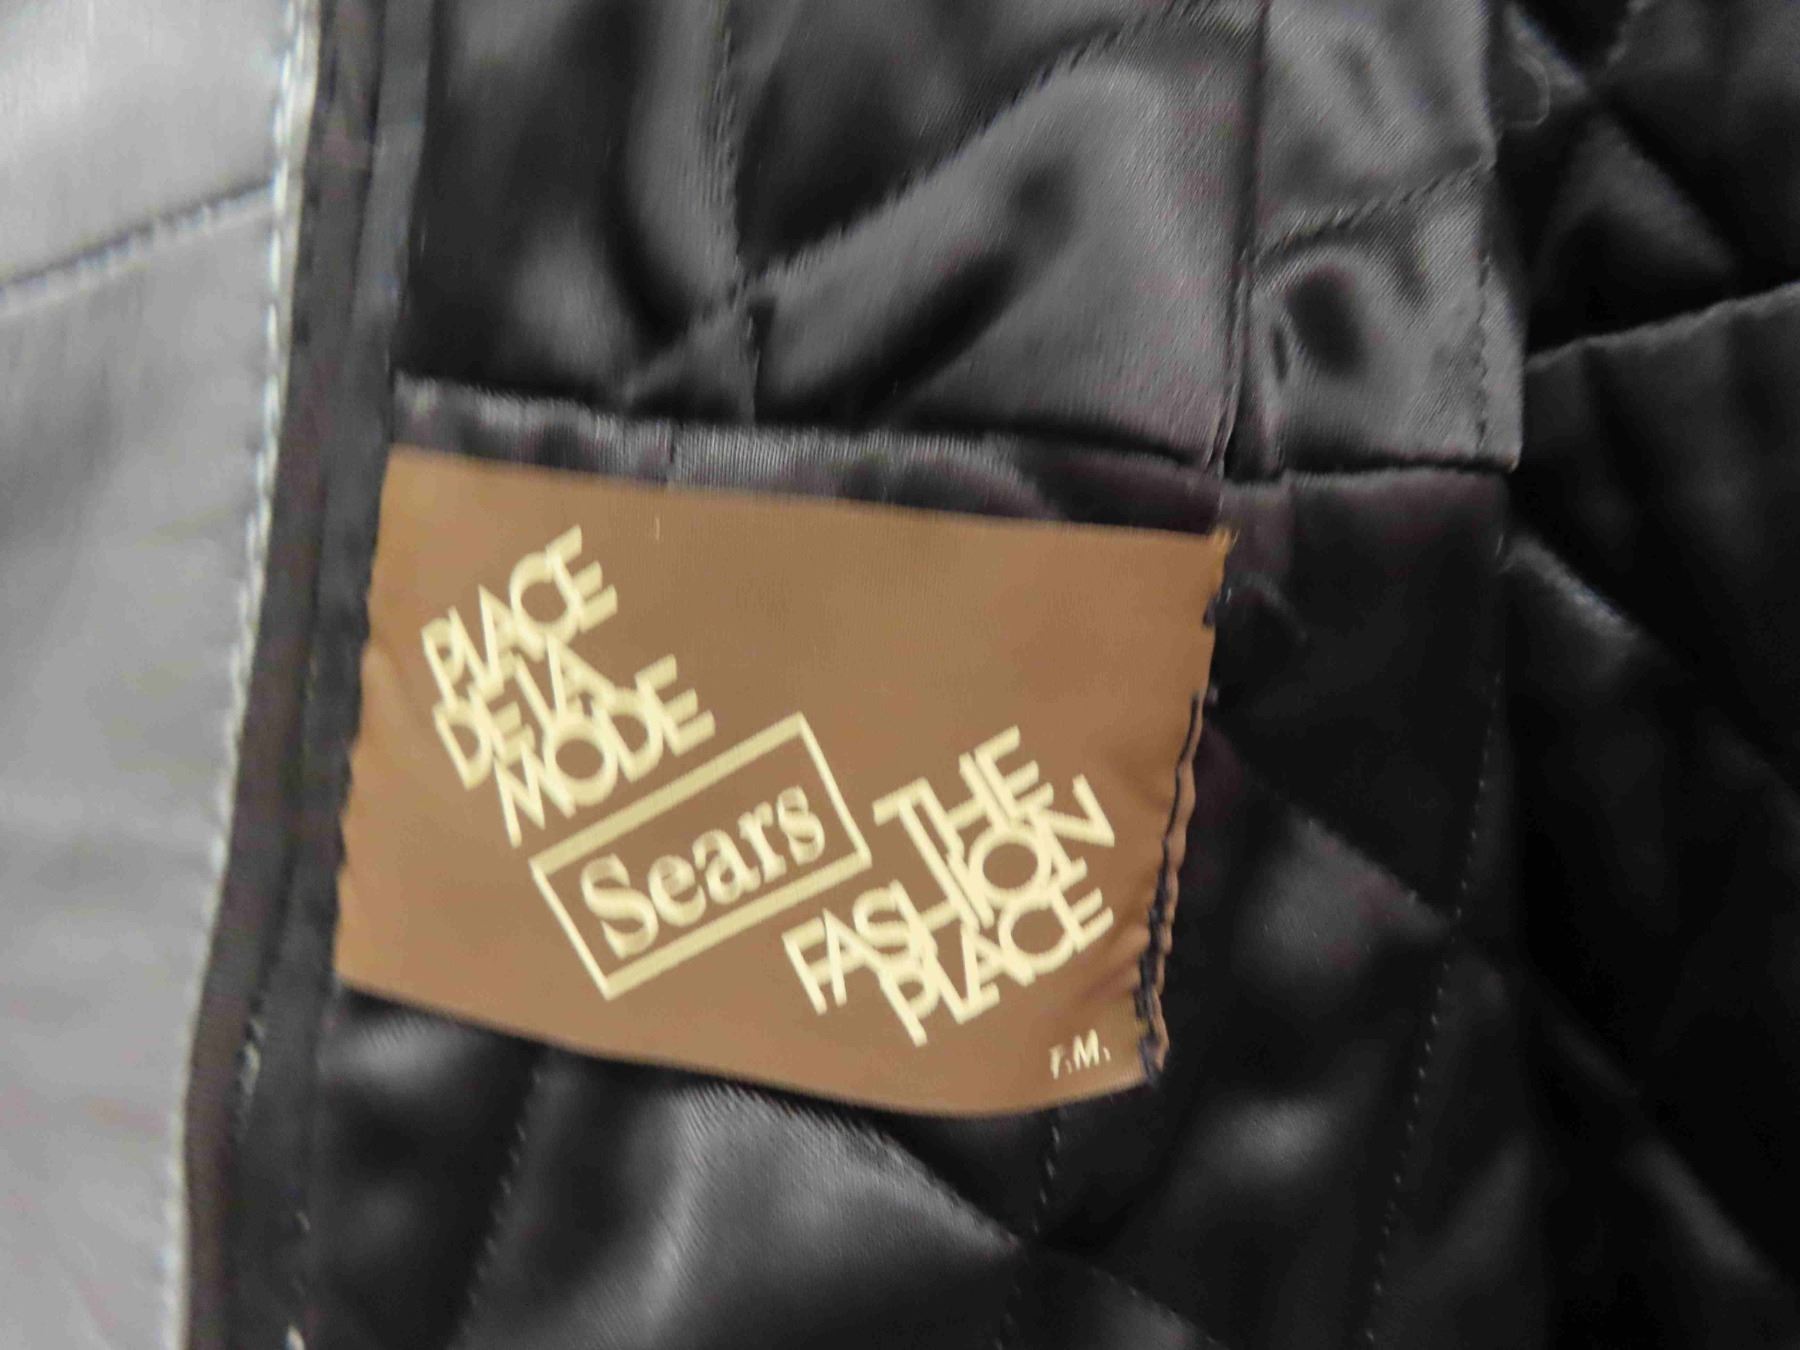 PLACE
DE LA
MODE
Sears
THE
FASHION
PLACE
T.M.